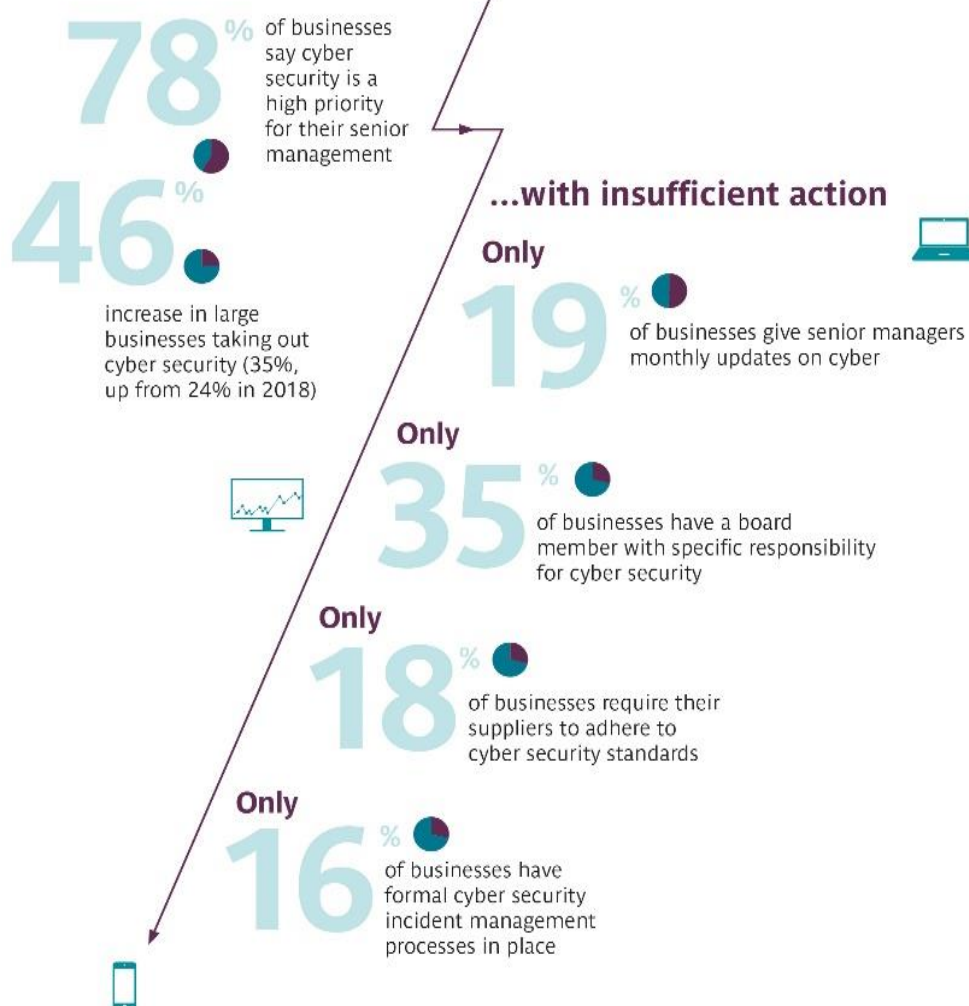 78%
of businesses
say cyber
security is a
high priority
for their senior
management
46%
increase in large
businesses taking out
cyber security (35%,
up from 24% in 2018)
...with insufficient action
Only
19%
of businesses give senior managers
monthly updates on cyber
Only
35%
of businesses have a board
member with specific responsibility
for cyber security
Only
18%
of businesses require their
suppliers to adhere to
cyber security standards
Only
16%
of businesses have
formal cyber security
incident management
processes in place